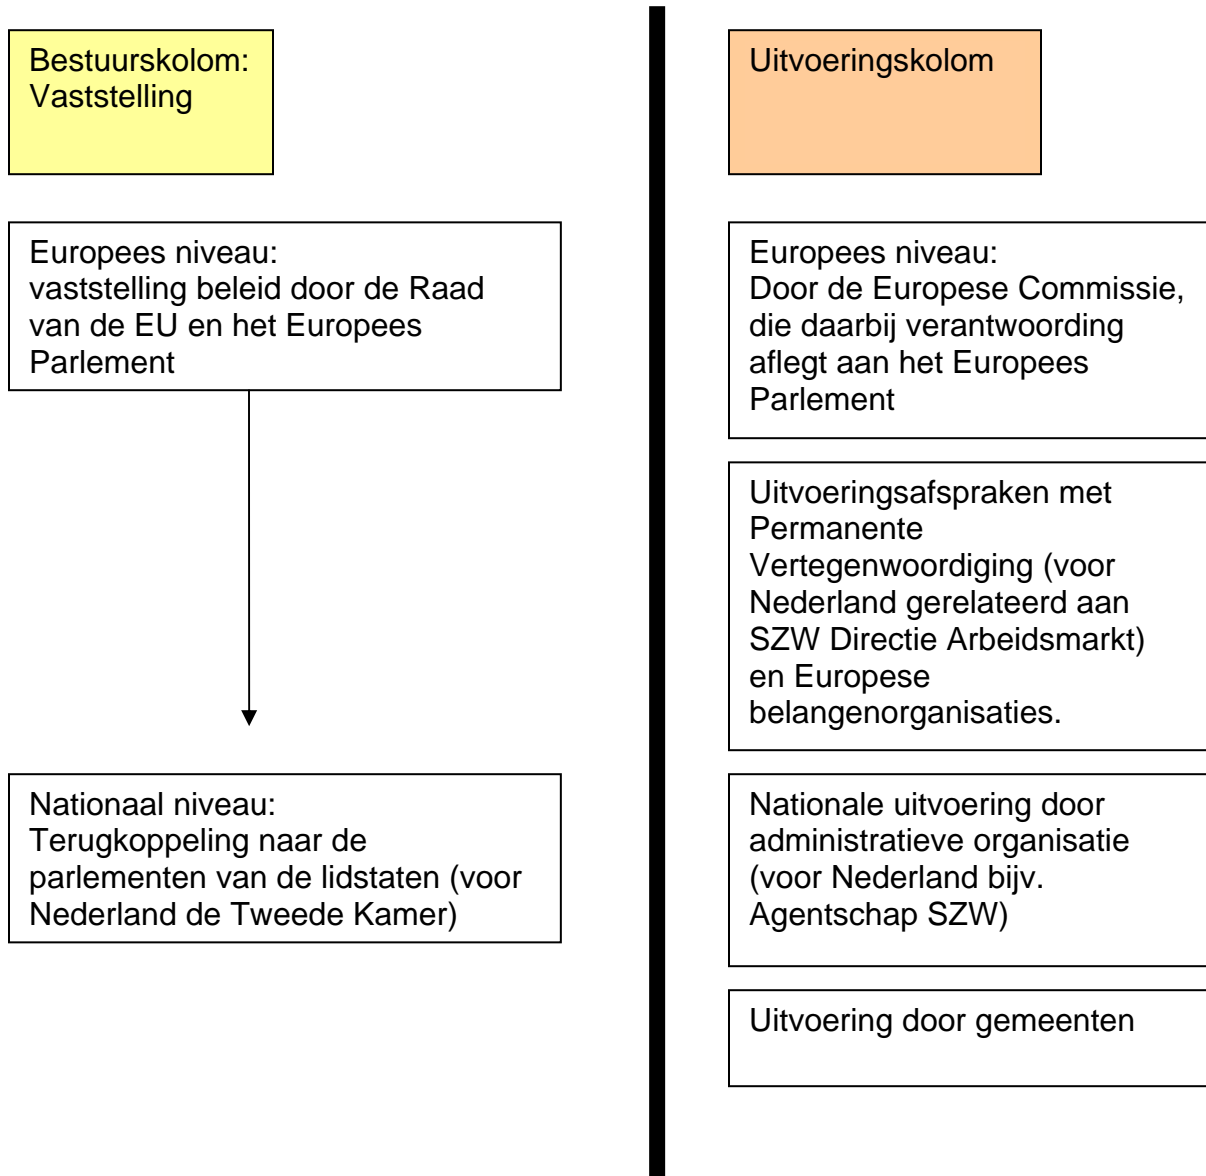 Bestuurskolom:
Vaststelling
Europees niveau:
vaststelling beleid door de Raad
van de EU en het Europees
Parlement
Nationaal niveau:
Terugkoppeling naar de
parlementen van de lidstaten (voor
Nederland de Tweede Kamer)
Uitvoeringskolom
Europees niveau:
Door de Europese Commissie,
die daarbij verantwoording
aflegt aan het Europees
Parlement
Uitvoeringsafspraken met
Permanente
Vertegenwoordiging (voor
Nederland gerelateerd aan
SZW Directie Arbeidsmarkt)
en Europese
belangenorganisaties.
Nationale uitvoering door
administratieve organisatie
(voor Nederland bijv.
Agentschap SZW)
Uitvoering door gemeenten